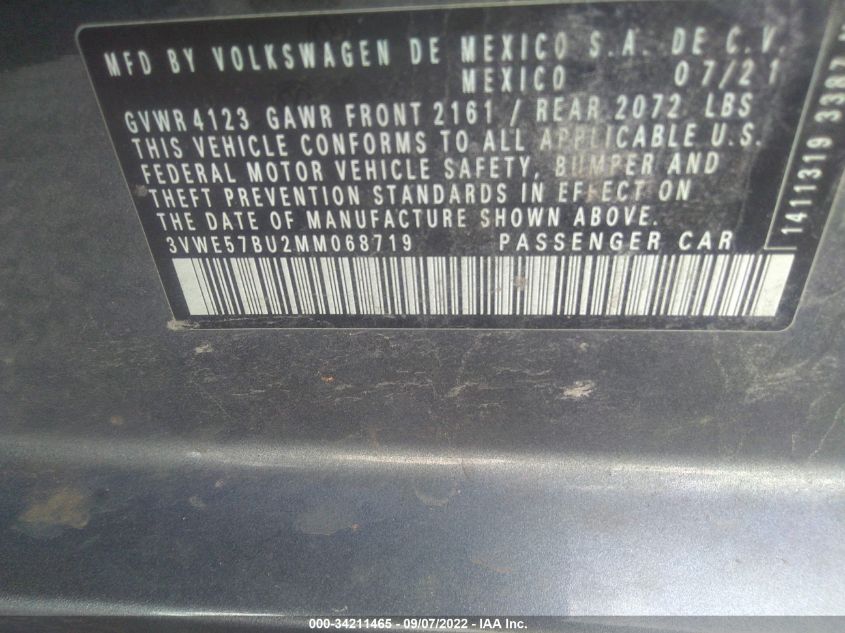 MFD BY VOLKSWAGEN DE MEXICO S.A. DE C.V.
MEXICO 07/21
GVWR 4123 GAWR FRONT 2161 / REAR 2072 LBS
THIS VEHICLE CONFORMS TO ALL APPLICABLE U.S.
FEDERAL MOTOR VEHICLE SAFETY, BUMPER AND
THEFT PREVENTION STANDARDS IN EFFECT ON
THE DATE OF MANUFACTURE SHOWN ABOVE.
3VWE57BU2MM068719 PASSENGER CAR
1411319 3387
000-34211465 - 09/07/2022 - IAA Inc.